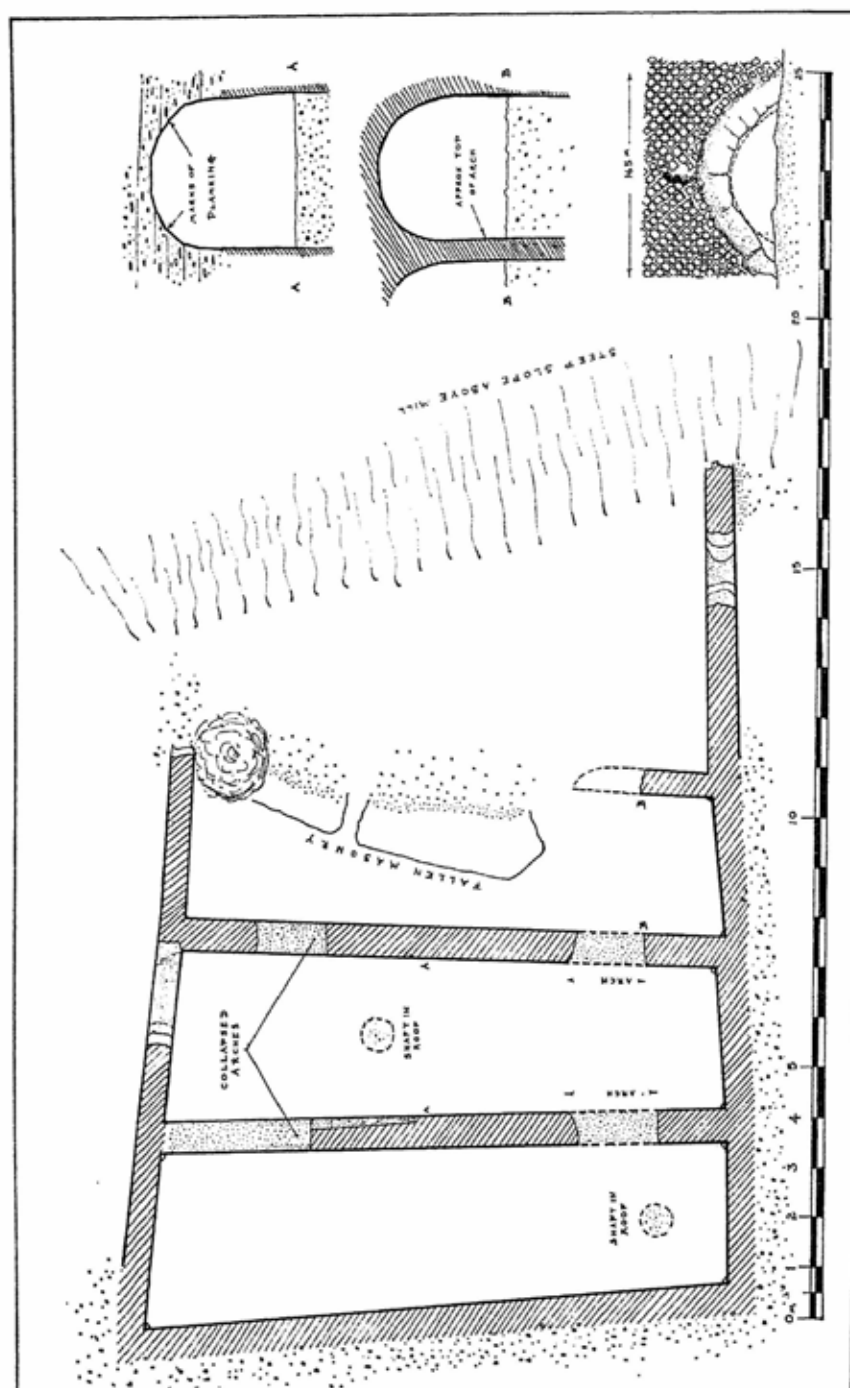 MARKS OF
PLANKING
A
A
APPROX TOP
OF ARCH
B
B
165 m
STEEP SLOPE ABOVE MILL
FALLEN MASONRY
COLLAPSED
ARCHES
SHAFT IN
ROOF
ARCH
ARCH
A
A
B
B
SHAFT IN
ROOF
0 1 2 3 4 5 10 15 20 25